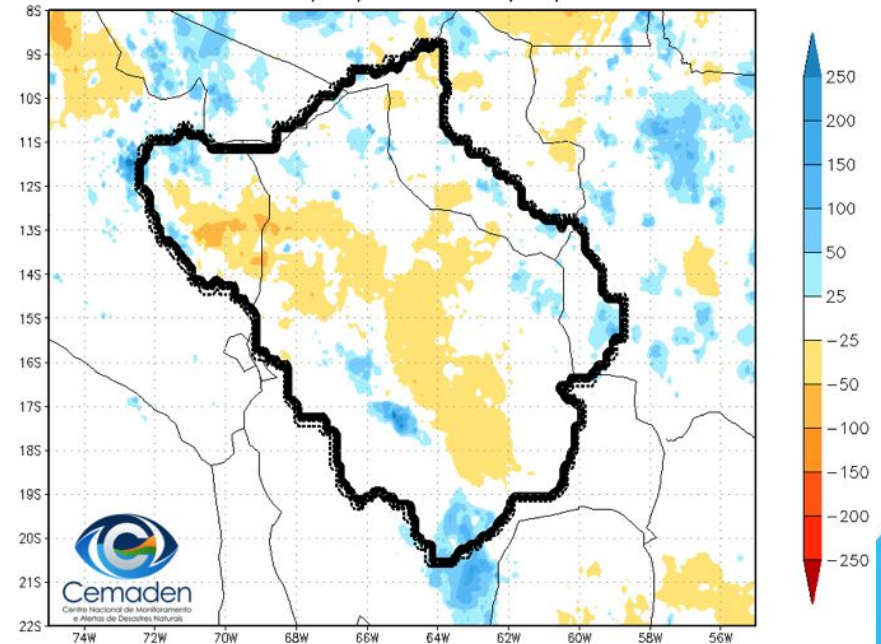 8S
9S
10S
11S
12S
13S
14S
15S
16S
17S
18S
19S
20S
21S
22S
74W 72W 70W 68W 66W 64W 62W 60W 58W 56W
250
200
150
100
50
25
−25
−50
−100
−150
−200
−250
Cemaden
Centro Nacional de Monitoramento
e Alertas de Desastres Naturais